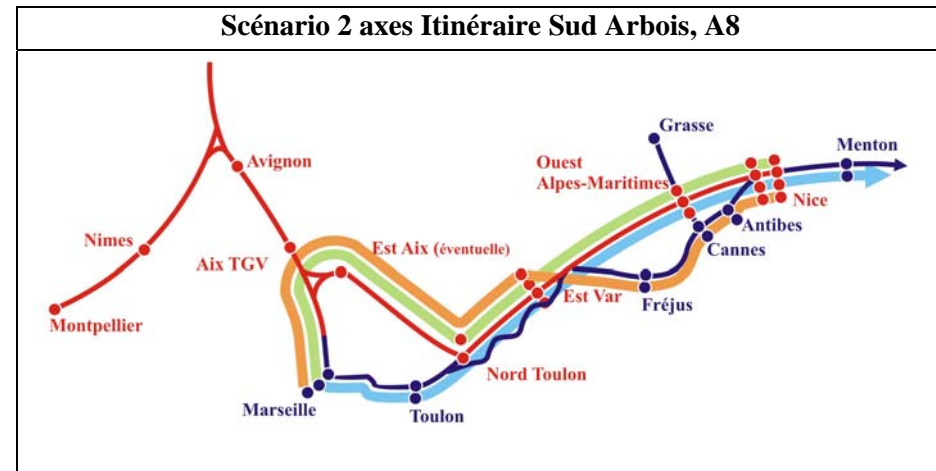 Scénario 2 axes Itinéraire Sud Arbois, A8
Grasse
Menton
Avignon
Ouest
Alpes-Maritimes
Nice
Nimes
Est Aix (éventuelle)
Antibes
Aix TGV
Cannes
Est Var
Fréjus
Montpellier
Nord Toulon
Marseille
Toulon